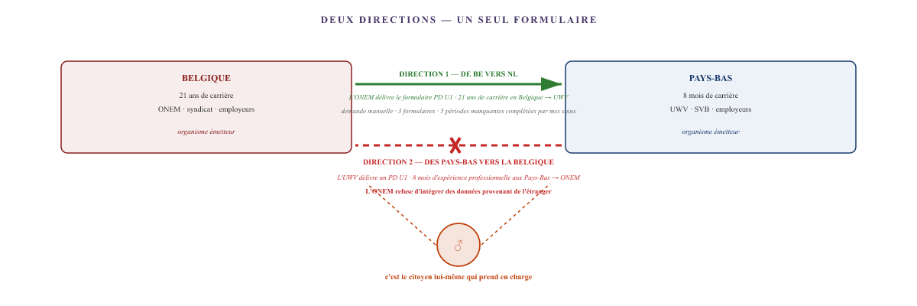 DEUX DIRECTIONS — UN SEUL FORMULAIRE
BELGIQUE
21 ans de carrière
ONEM · syndicat · employeurs
organisme émetteur
DIRECTION 1 — DE BE VERS NL
L'ONEM délivre le formulaire PD U1 · 21 ans de carrière en Belgique → UWV
demande manuelle · 3 formulaires · 5 périodes manquantes complétées par mes soins
PAYS-BAS
8 mois de carrière
UWV · SVB · employeurs
organisme émetteur
DIRECTION 2 — DES PAYS-BAS VERS LA BELGIQUE
L'UWV délivre un PD U1 · 8 mois d'expérience professionnelle aux Pays-Bas → ONEM
L'ONEM refuse d'intégrer des données provenant de l'étranger
♂
c'est le citoyen lui-même qui prend en charge